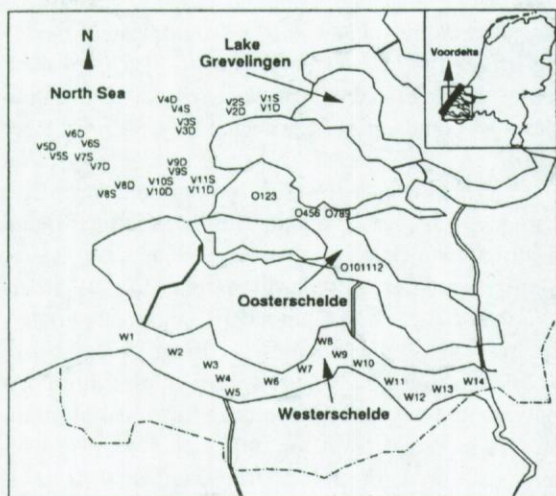 N
North Sea
Lake
Grevelingen
Voordelta
V4D
V4S
V3S
V3D
V2S
V2D
V1S
V1D
V6D
V5D
V6S
V5S
V7S
V7D
V9D
V9S
V8D
V8S
V10S
V10D
V11S
V11D
O123
O456
O789
O101112
Oosterschelde
W1
W2
W3
W4
W5
W6
W7
W8
W9
W10
W11
W12
W13
W14
Westerschelde